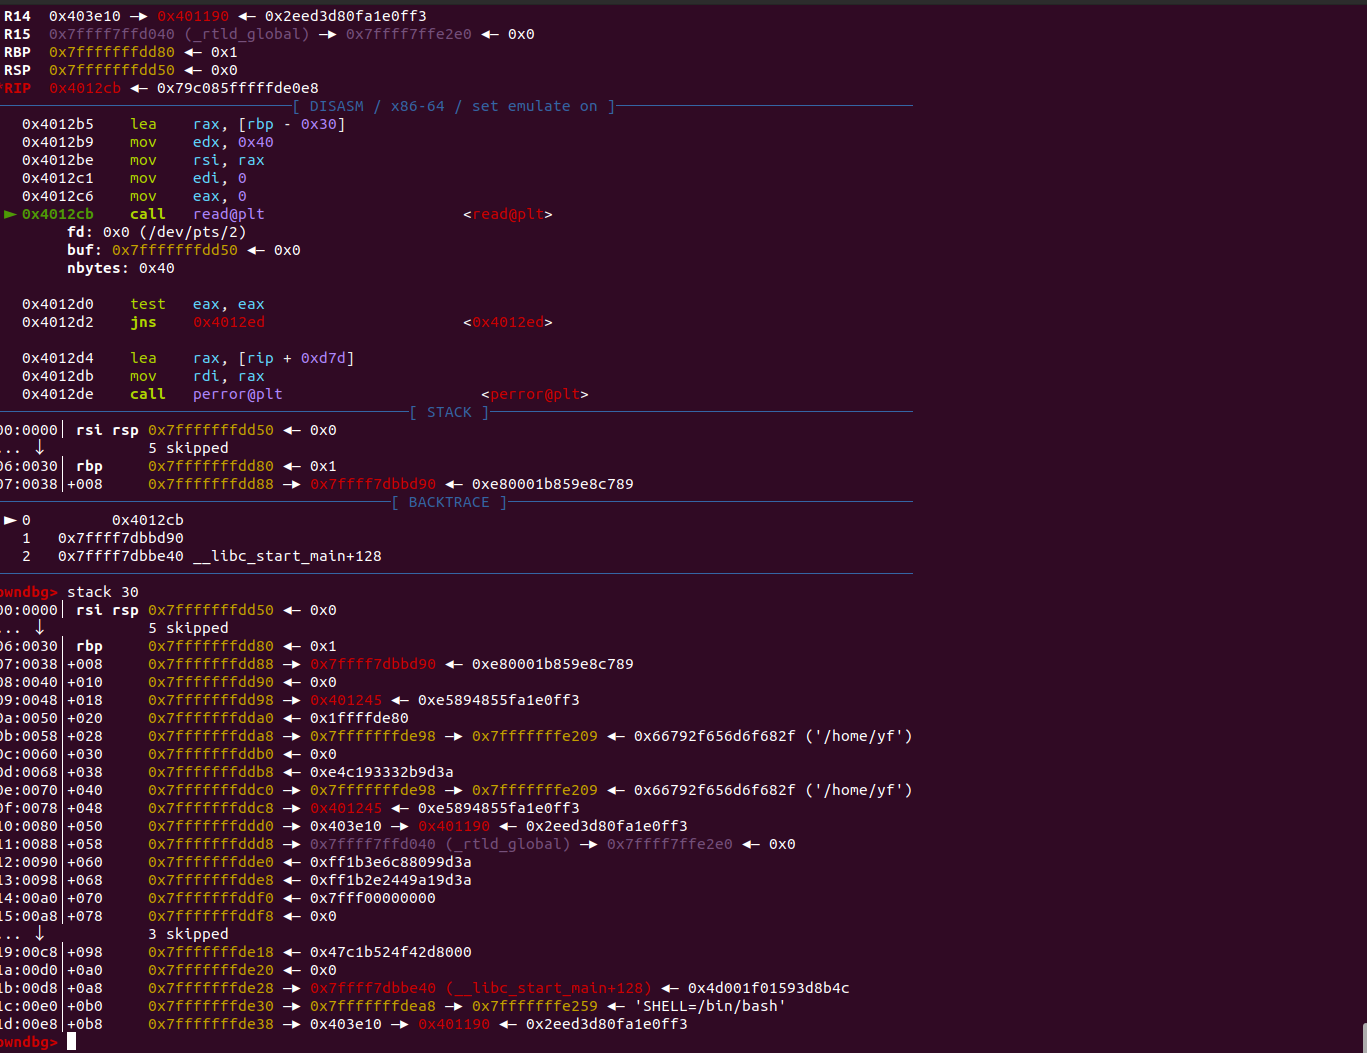 R14  0x403e10 —▸ 0x401190 ◂— 0x2eed3d80fa1e0ff3
R15  0x7ffff7ffd040 (_rtld_global) —▸ 0x7ffff7ffe2e0 ◂— 0x0
RBP  0x7fffffffdd80 ◂— 0x1
RSP  0x7fffffffdd50 ◂— 0x0
*RIP  0x4012cb ◂— 0x79c085fffffde0e8
[ DISASM / x86-64 / set emulate on ]
0x4012b5    lea    rax, [rbp - 0x30]
0x4012b9    mov    edx, 0x40
0x4012be    mov    rsi, rax
0x4012c1    mov    edi, 0
0x4012c6    mov    eax, 0
► 0x4012cb    call   read@plt                      <read@plt>
fd: 0x0 (/dev/pts/2)
buf: 0x7fffffffdd50 ◂— 0x0
nbytes: 0x40
0x4012d0    test   eax, eax
0x4012d2    jns    0x4012ed                      <0x4012ed>
0x4012d4    lea    rax, [rip + 0xd7d]
0x4012db    mov    rdi, rax
0x4012de    call   perror@plt                      <perror@plt>
[ STACK ]
00:0000│ rsi rsp 0x7fffffffdd50 ◂— 0x0
... ↓            5 skipped
06:0030│ rbp     0x7fffffffdd80 ◂— 0x1
07:0038│+008     0x7fffffffdd88 —▸ 0x7ffff7dbbd90 ◂— 0xe80001b859e8c789
[ BACKTRACE ]
► 0         0x4012cb
1   0x7ffff7dbbd90
2   0x7ffff7dbbe40 __libc_start_main+128
pwndbg> stack 30
00:0000│ rsi rsp 0x7fffffffdd50 ◂— 0x0
... ↓            5 skipped
06:0030│ rbp     0x7fffffffdd80 ◂— 0x1
07:0038│+008     0x7fffffffdd88 —▸ 0x7ffff7dbbd90 ◂— 0xe80001b859e8c789
08:0040│+010     0x7fffffffdd90 ◂— 0x0
09:0048│+018     0x7fffffffdd98 —▸ 0x401245 ◂— 0xe5894855fa1e0ff3
0a:0050│+020     0x7fffffffdda0 ◂— 0x1ffffde80
0b:0058│+028     0x7fffffffdda8 —▸ 0x7fffffffde98 —▸ 0x7fffffffe209 ◂— 0x66792f656d6f682f ('/home/yf')
0c:0060│+030     0x7fffffffddb0 ◂— 0x0
0d:0068│+038     0x7fffffffddb8 ◂— 0xe4c193332b9d3a
0e:0070│+040     0x7fffffffddc0 —▸ 0x7fffffffde98 —▸ 0x7fffffffe209 ◂— 0x66792f656d6f682f ('/home/yf')
0f:0078│+048     0x7fffffffddc8 —▸ 0x401245 ◂— 0xe5894855fa1e0ff3
10:0080│+050     0x7fffffffddd0 —▸ 0x403e10 —▸ 0x401190 ◂— 0x2eed3d80fa1e0ff3
11:0088│+058     0x7fffffffddd8 —▸ 0x7ffff7ffd040 (_rtld_global) —▸ 0x7ffff7ffe2e0 ◂— 0x0
12:0090│+060     0x7fffffffdde0 ◂— 0xff1b3e6c88099d3a
13:0098│+068     0x7fffffffdde8 ◂— 0xff1b2e2449a19d3a
14:00a0│+070     0x7fffffffddf0 ◂— 0x7fff00000000
15:00a8│+078     0x7fffffffddf8 ◂— 0x0
... ↓            3 skipped
19:00c8│+098     0x7fffffffde18 ◂— 0x47c1b524f42d8000
1a:00d0│+0a0     0x7fffffffde20 ◂— 0x0
1b:00d8│+0a8     0x7fffffffde28 —▸ 0x7ffff7dbbe40 (__libc_start_main+128) ◂— 0x4d001f01593d8b4c
1c:00e0│+0b0     0x7fffffffde30 —▸ 0x7fffffffdea8 —▸ 0x7fffffffe259 ◂— 'SHELL=/bin/bash'
1d:00e8│+0b8     0x7fffffffde38 —▸ 0x403e10 —▸ 0x401190 ◂— 0x2eed3d80fa1e0ff3
pwndbg>